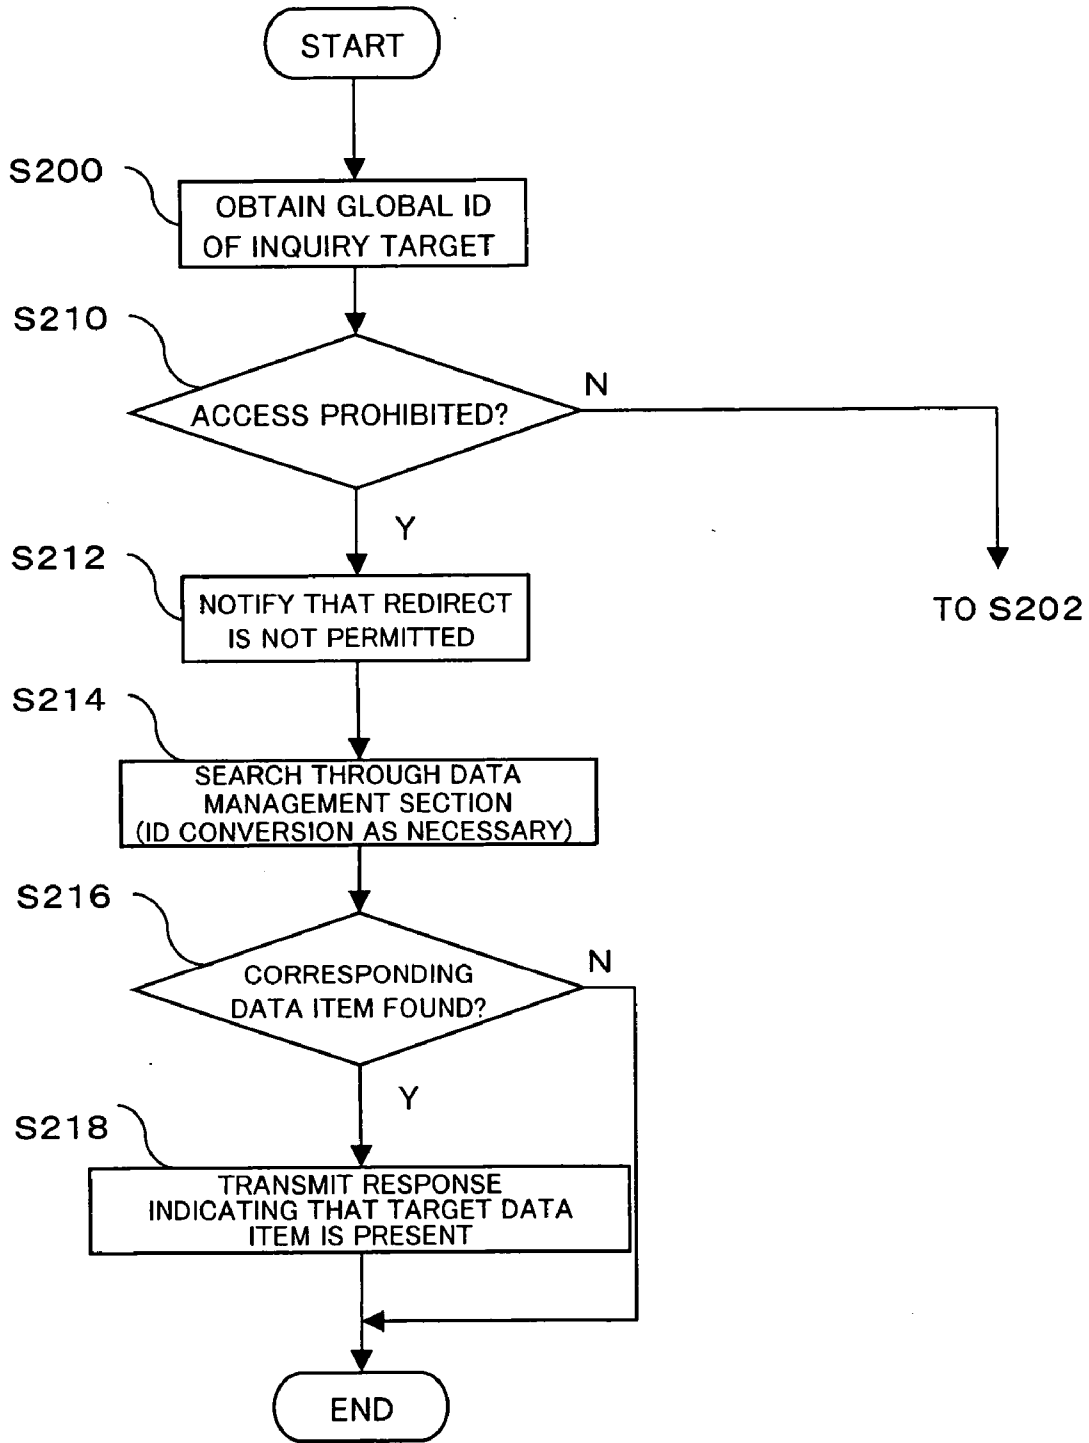 START
S200
OBTAIN GLOBAL ID
OF INQUIRY TARGET
S210
ACCESS PROHIBITED?
N
Y
TO S202
S212
NOTIFY THAT REDIRECT
IS NOT PERMITTED
S214
SEARCH THROUGH DATA
MANAGEMENT SECTION
(ID CONVERSION AS NECESSARY)
S216
CORRESPONDING
DATA ITEM FOUND?
N
Y
S218
TRANSMIT RESPONSE
INDICATING THAT TARGET DATA
ITEM IS PRESENT
END